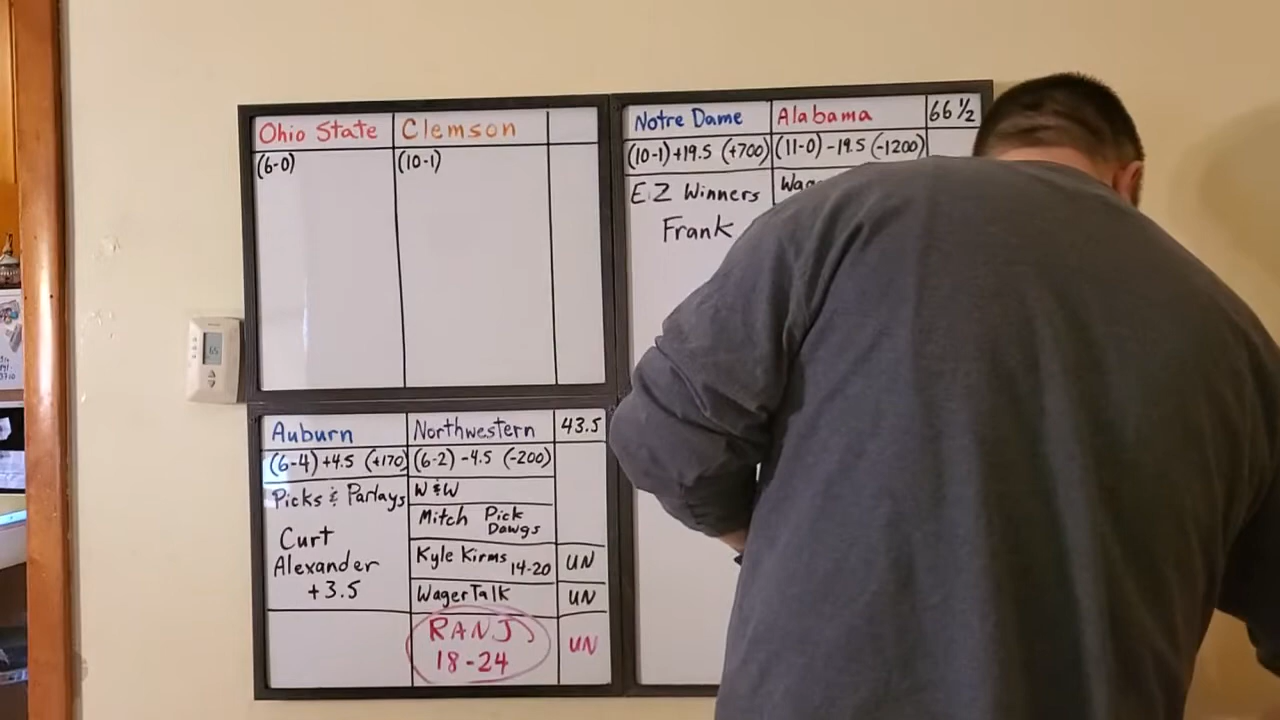 Ohio State Clemson
(6-0) (10-1)
Notre Dame Alabama 66 ½
(10-1) +19.5 (+700) (11-0) -19.5 (-1200)
EZ Winners
Frank
Auburn Northwestern 43.5
(6-4) +4.5 (+170) (6-2) -4.5 (-200)
Picks & Parlays W & W
Mitch Pick
Dawgs
Curt
Alexander
+3.5
Kyle Kirms 14-20 UN
WagerTalk UN
RANJ UN
18-24
65